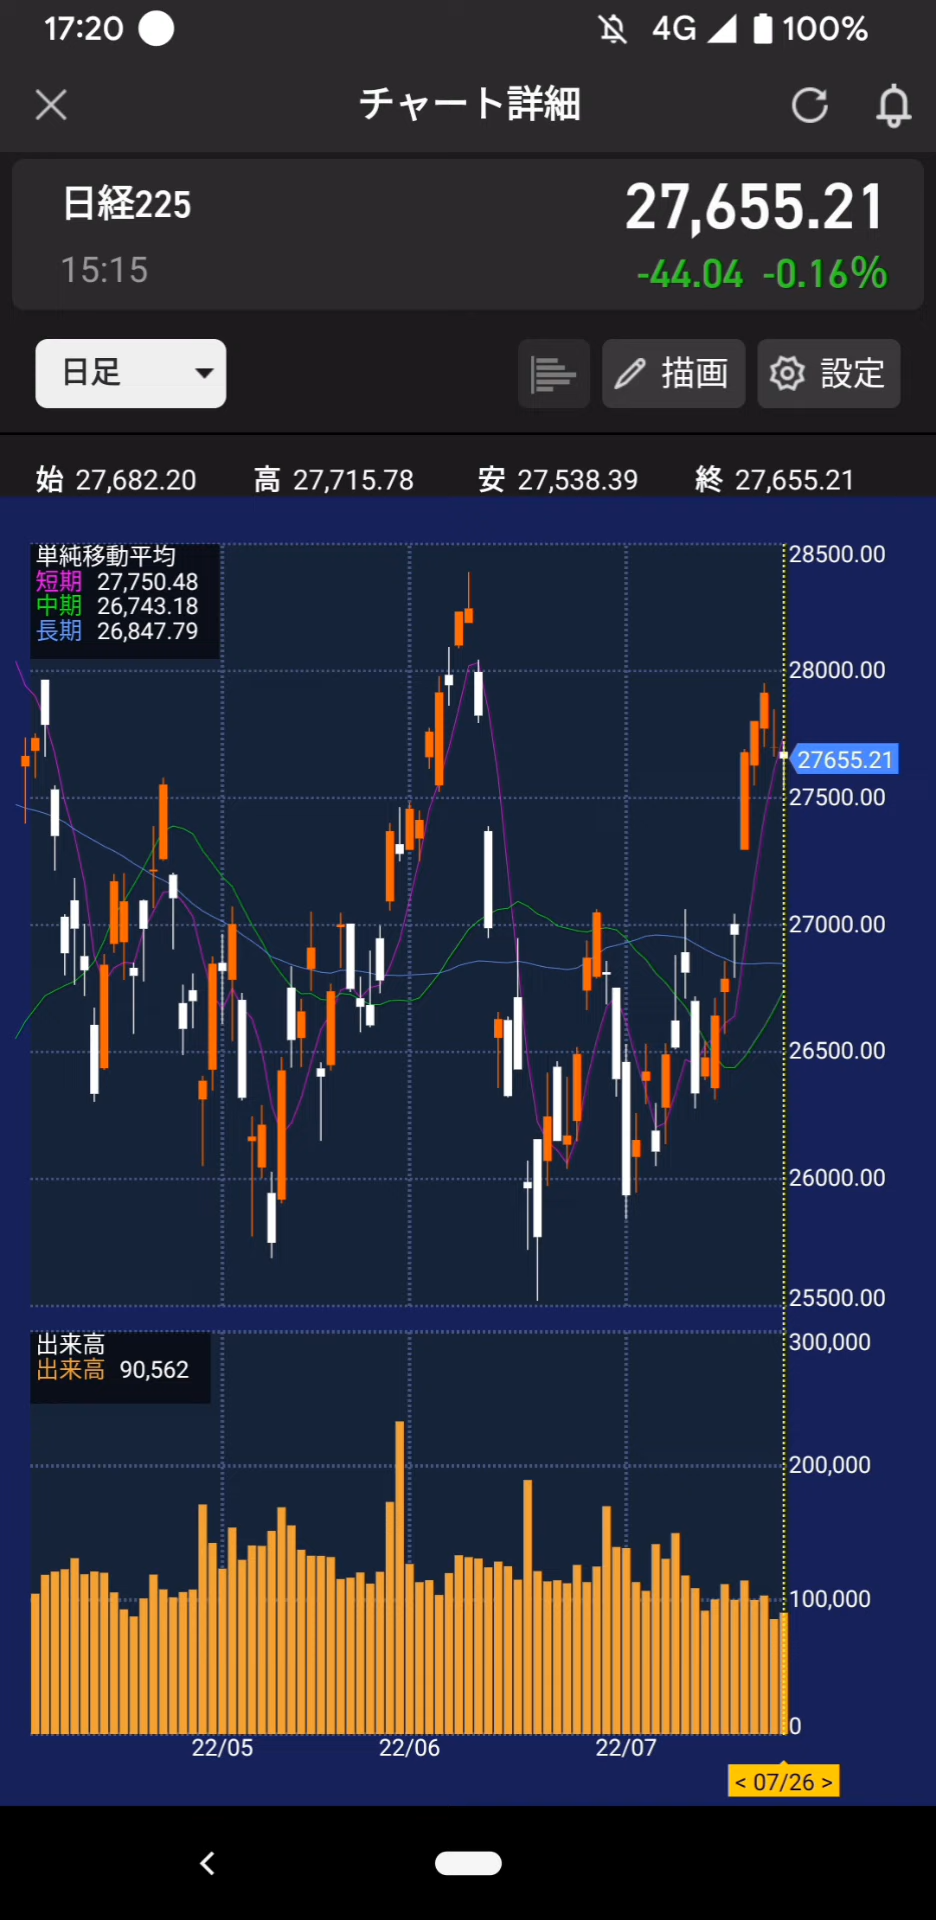 17:20 4G 100%
チャート詳細
日経225 27,655.21
15:15 -44.04 -0.16%
日足 描画 設定
始 27,682.20 高 27,715.78 安 27,538.39 終 27,655.21
単純移動平均
短期 27,750.48
中期 26,743.18
長期 26,847.79
28500.00
28000.00
27655.21
27500.00
27000.00
26500.00
26000.00
25500.00
出来高
出来高 90,562
300,000
200,000
100,000
0
22/05 22/06 22/07
< 07/26 >